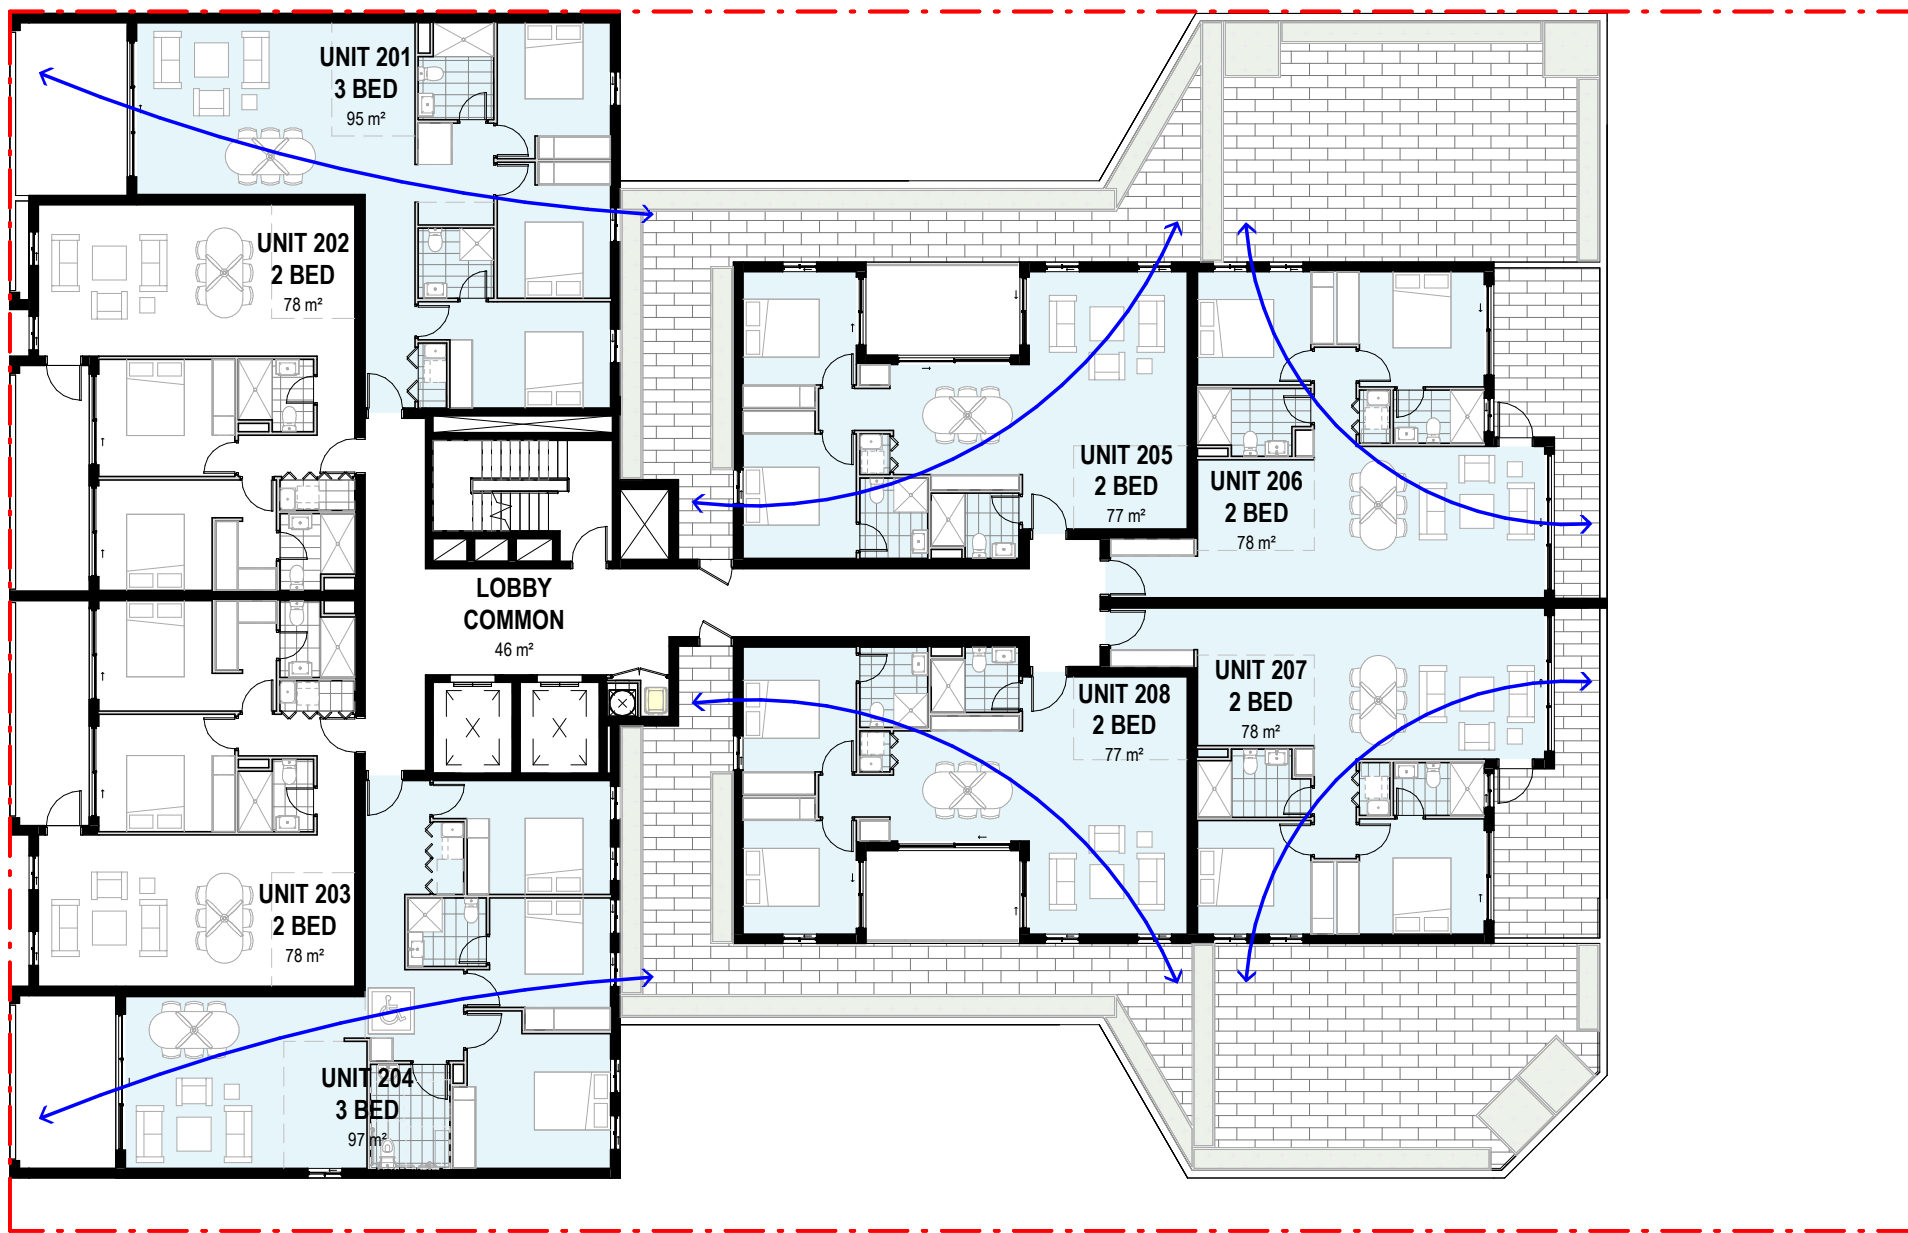 UNIT 201
3 BED
95 m²
UNIT 202
2 BED
78 m²
UNIT 205
2 BED
77 m²
UNIT 206
2 BED
78 m²
LOBBY
COMMON
46 m²
UNIT 207
2 BED
78 m²
UNIT 208
2 BED
77 m²
UNIT 203
2 BED
78 m²
UNIT 204
3 BED
97 m²